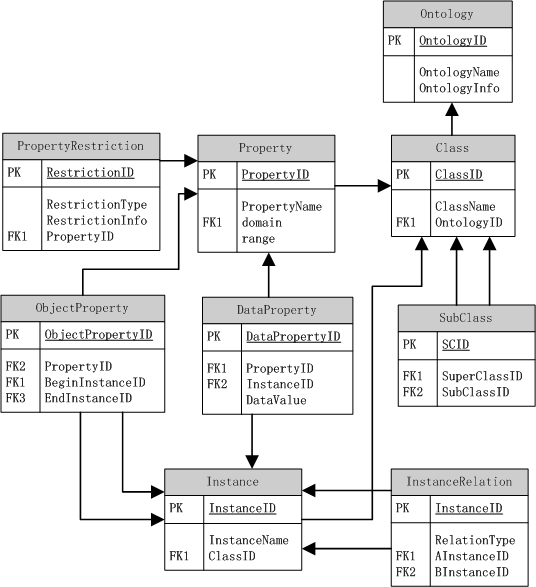 Ontology
PK OntologyID
OntologyName
OntologyInfo
PropertyRestriction
PK RestrictionID
RestrictionType
RestrictionInfo
FK1 PropertyID
Property
PK PropertyID
PropertyName
FK1 domain
range
Class
PK ClassID
ClassName
FK1 OntologyID
ObjectProperty
PK ObjectPropertyID
FK2 PropertyID
FK1 BeginInstanceID
FK3 EndInstanceID
DataProperty
PK DataPropertyID
FK1 PropertyID
FK2 InstanceID
DataValue
SubClass
PK SCID
FK1 SuperClassID
FK2 SubClassID
Instance
PK InstanceID
InstanceName
FK1 ClassID
InstanceRelation
PK InstanceID
RelationType
FK1 AInstanceID
FK2 BInstanceID